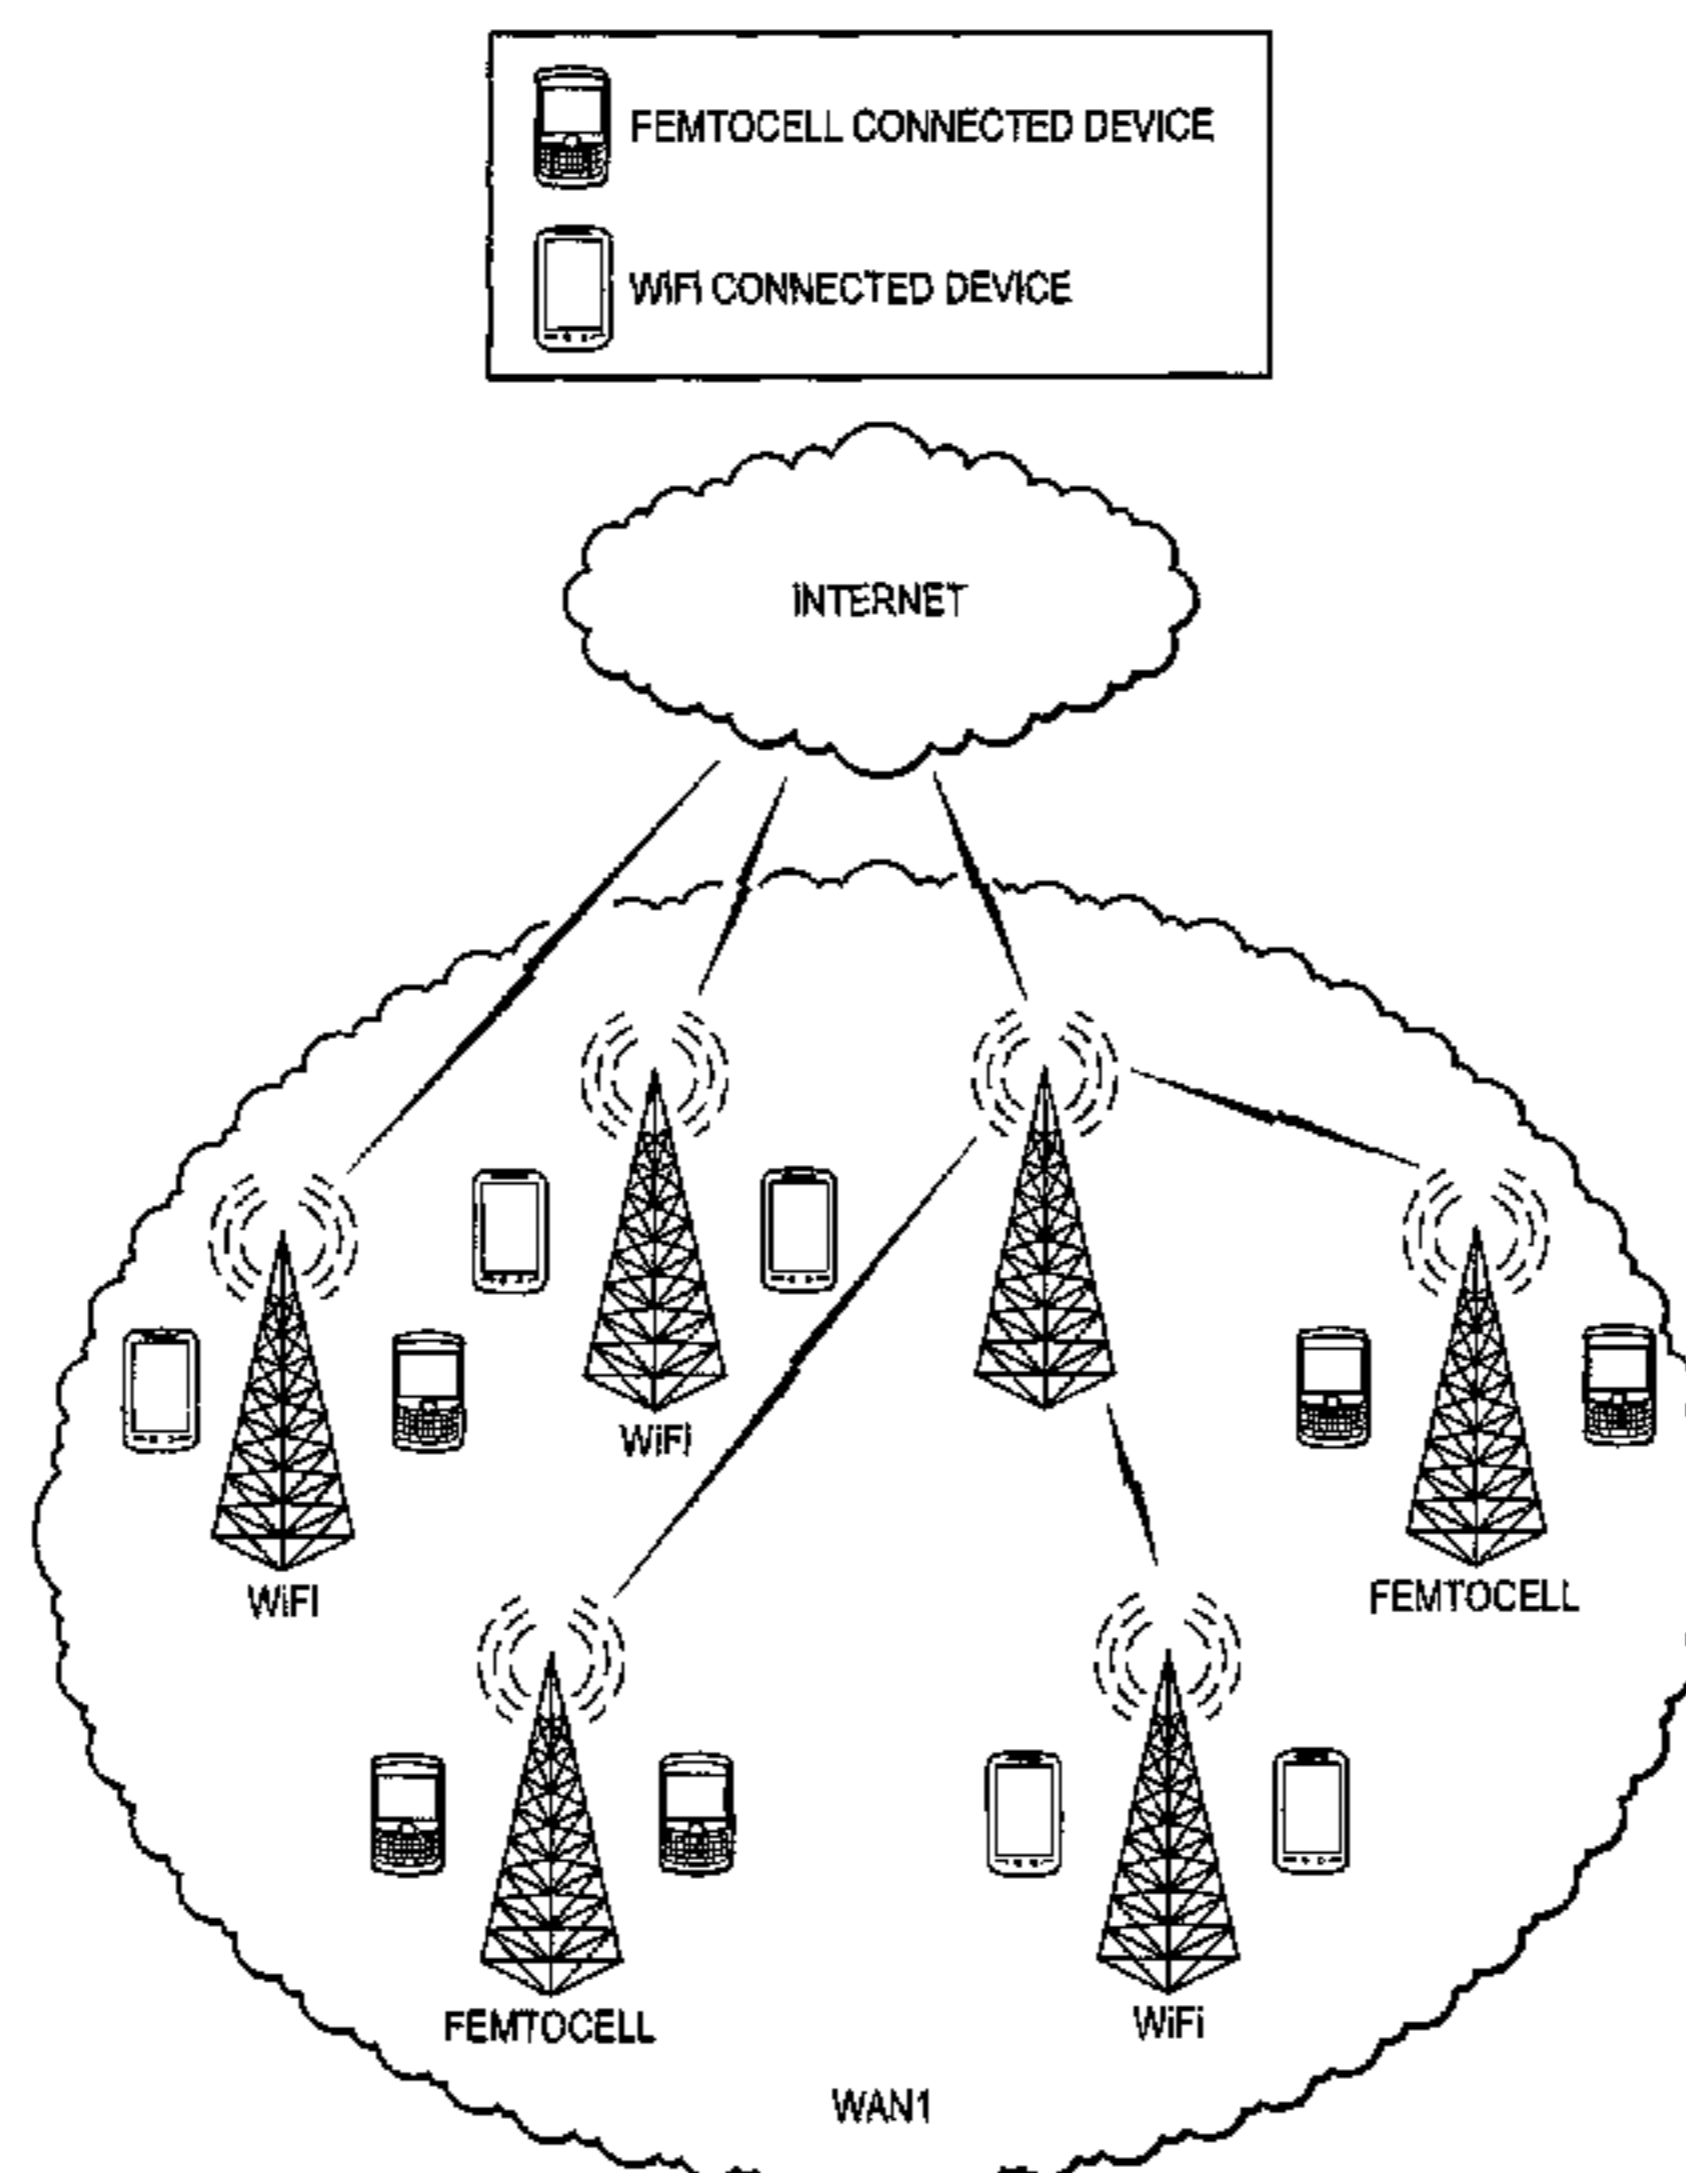 FEMTOCELL CONNECTED DEVICE
WiFi CONNECTED DEVICE
INTERNET
WiFi
WiFi
FEMTOCELL
FEMTOCELL
WiFi
WAN1